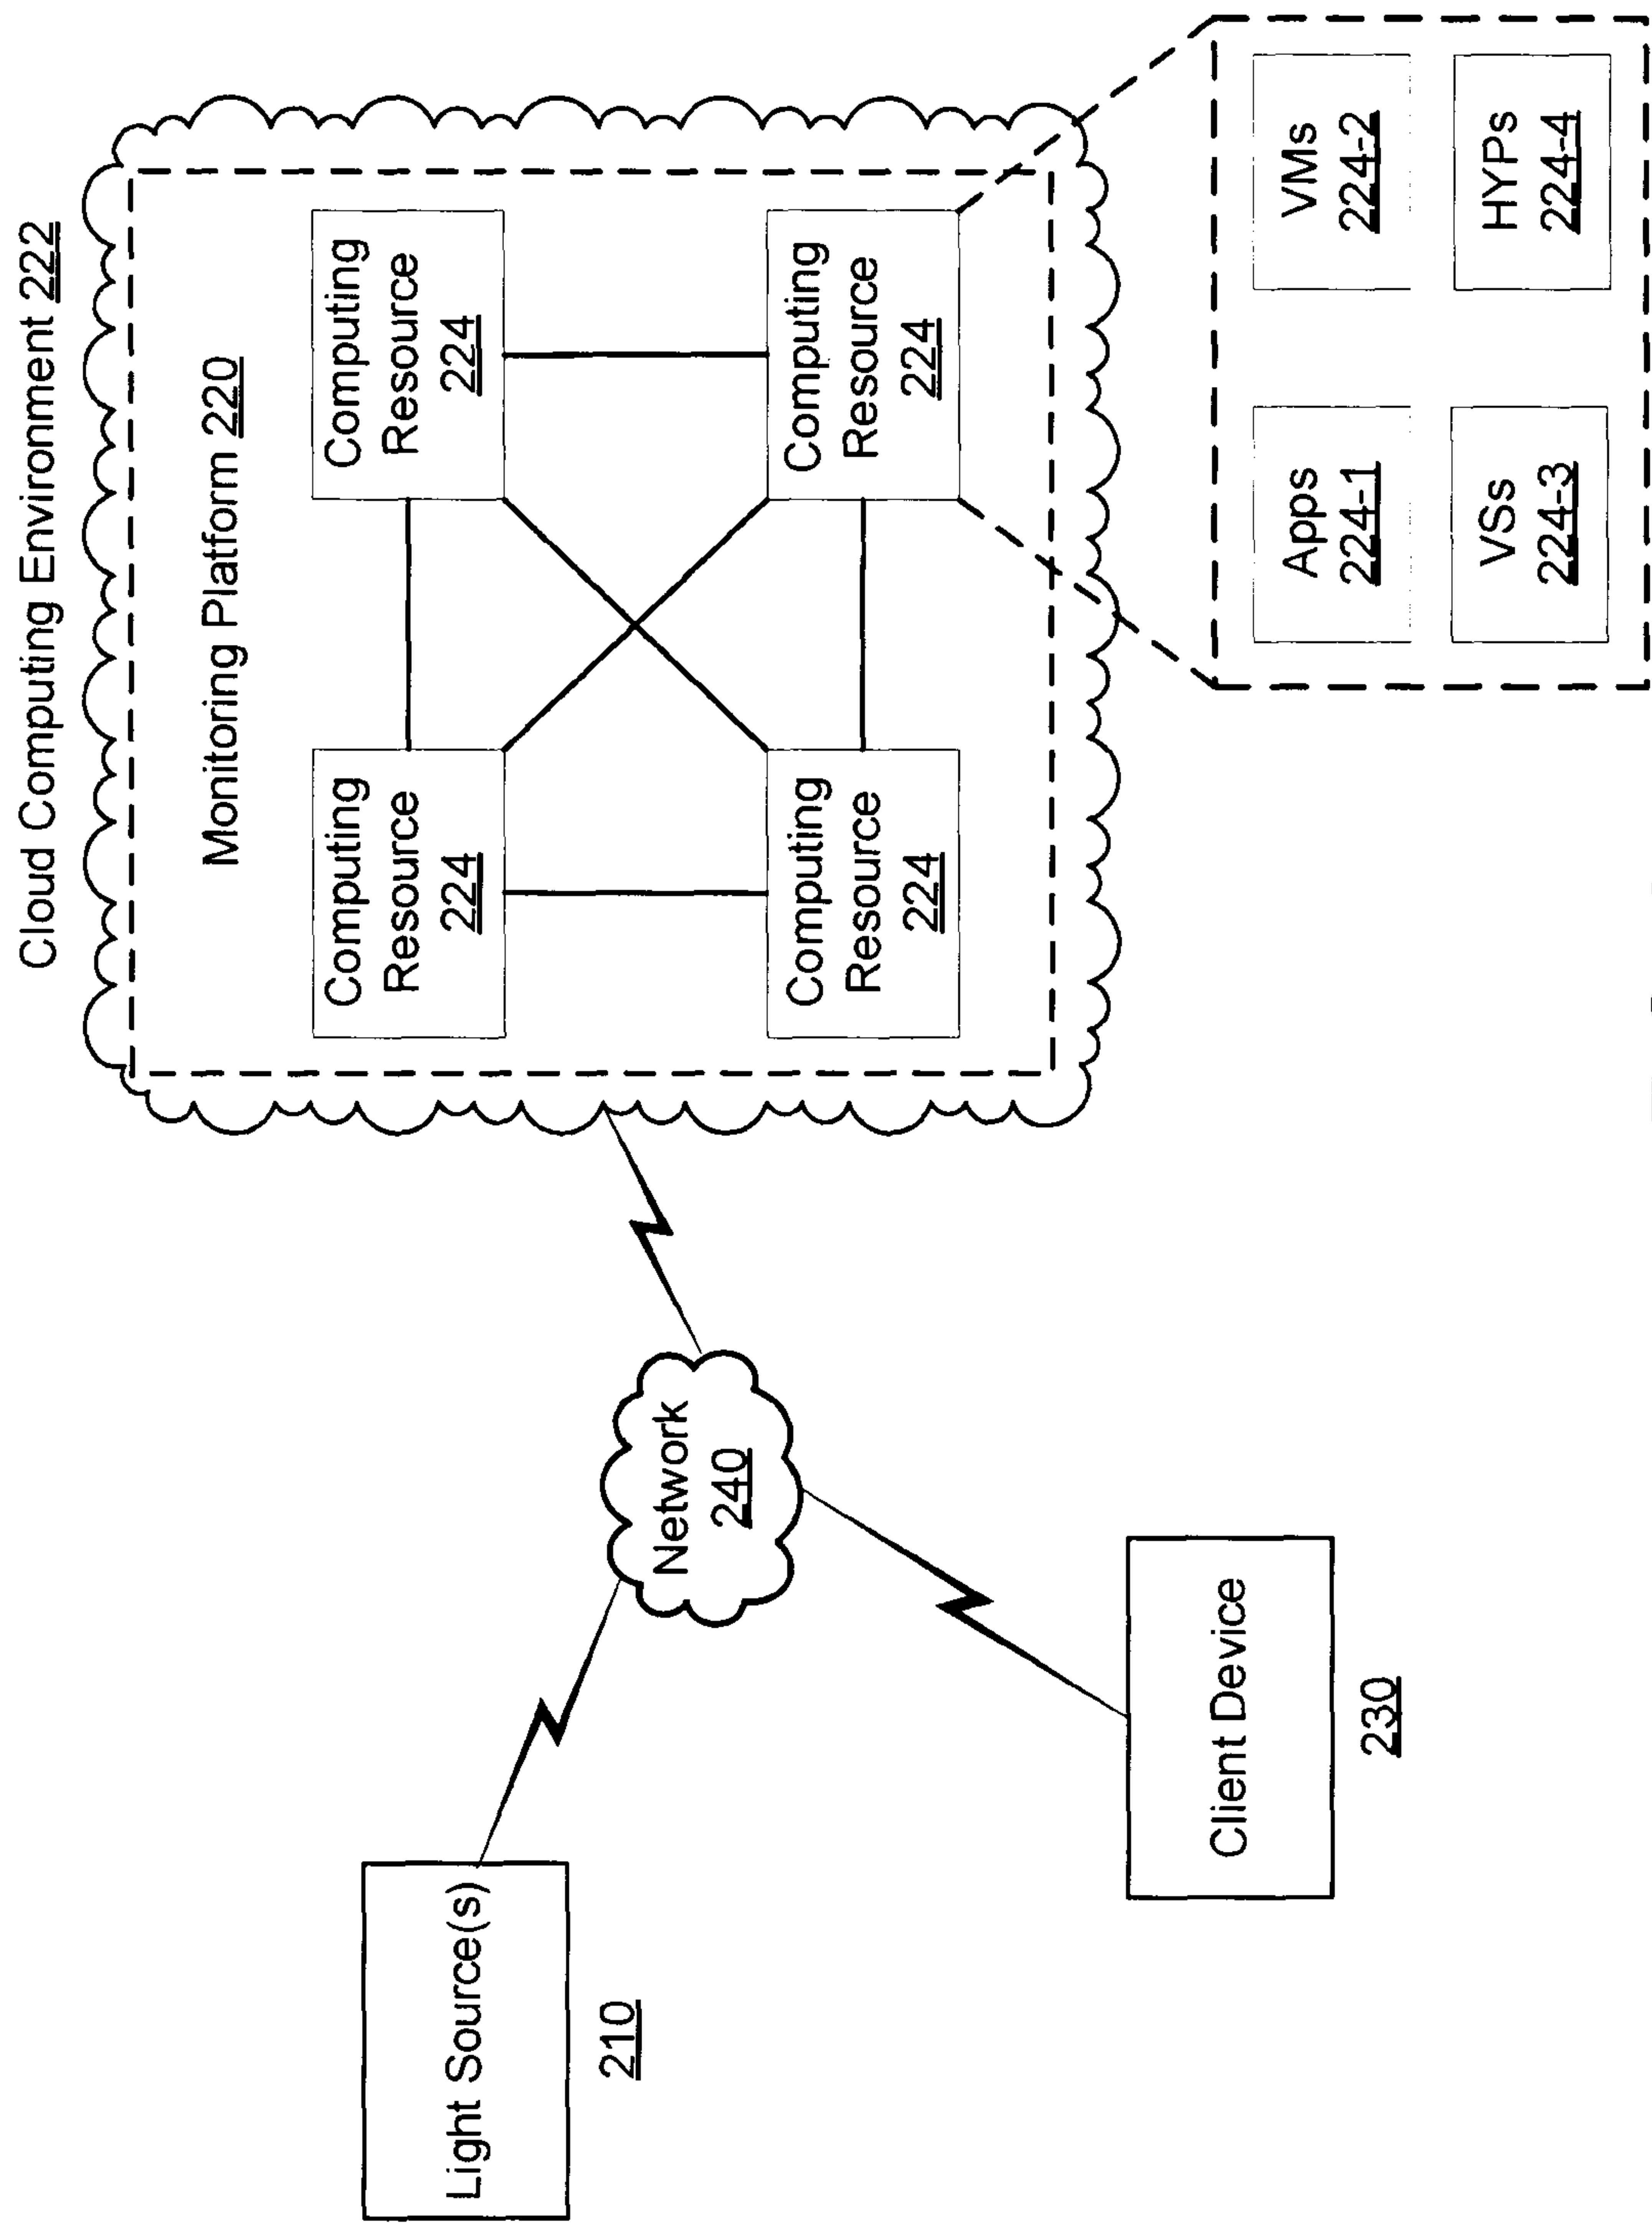 Cloud Computing Environment 222
Monitoring Platform 220
Computing
Resource
224
Computing
Resource
224
Computing
Resource
224
Computing
Resource
224
Light Source(s)
210
Network
240
Client Device
230
Apps
224-1
VMs
224-2
VSs
224-3
HYPs
224-4